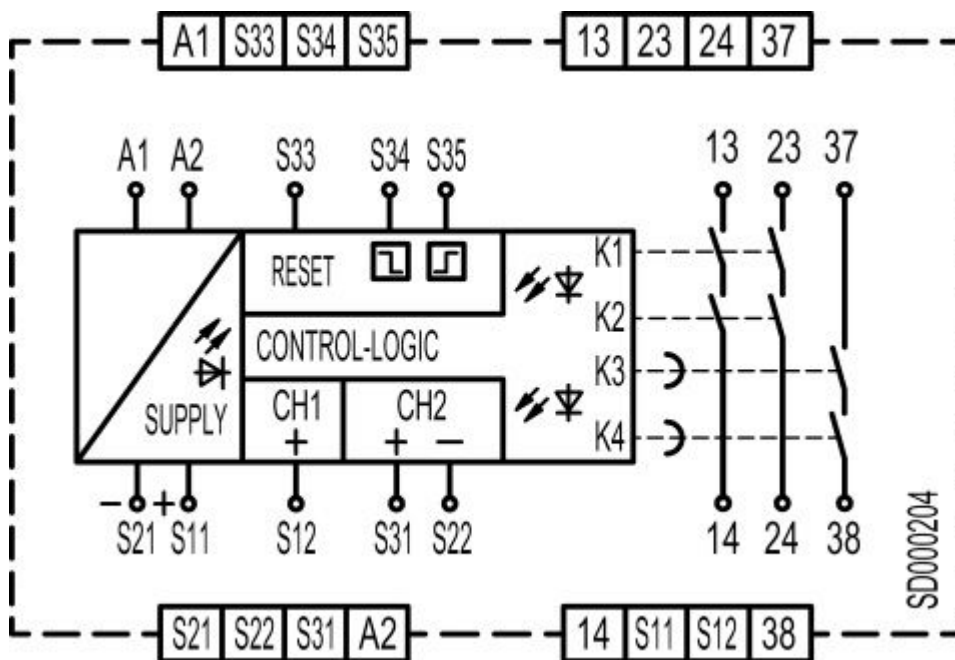 A1 S33 S34 S35 13 23 24 37
A1 A2 S33 S34 S35 13 23 37
RESET K1
K2
CONTROL-LOGIC
K3
SUPPLY CH1 CH2
+ + − K4
− +
S21 S11 S12 S31 S22 14 24 38
SD000204
S21 S22 S31 A2 14 S11 S12 38